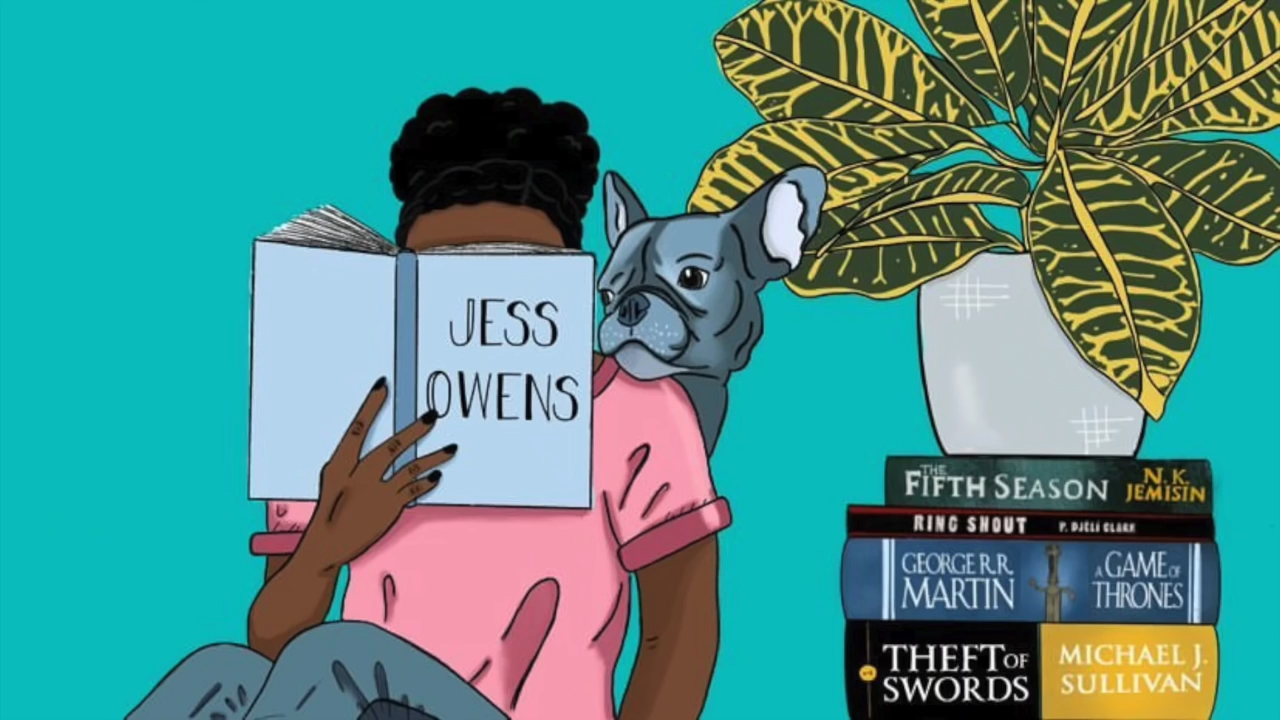 JESS
OWENS
THE
FIFTH SEASON
N. K.
JEMISIN
RING SHOUT P. DJÈLÍ CLARK
GEORGE R.R.
MARTIN
A GAME OF
THRONES
THEFT OF
SWORDS
MICHAEL J.
SULLIVAN